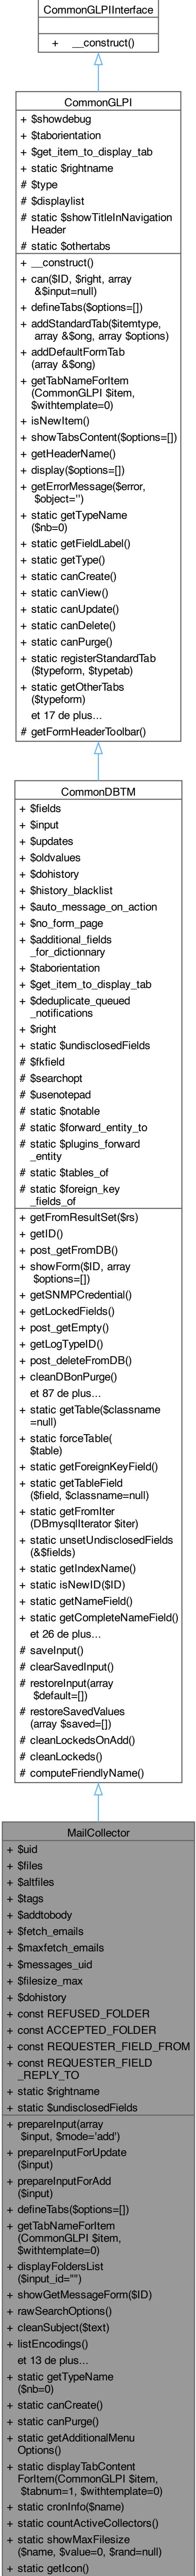 CommonGLPIInterface
+ __construct()
CommonGLPI
+ $showdebug
+ $taborientation
+ $get_item_to_display_tab
+ static $rightname
# $type
# $displaylist
# static $showTitleInNavigation
Header
# static $othertabs
+ __construct()
+ can($ID, $right, array
&$input=null)
+ defineTabs($options=[])
+ addStandardTab($itemtype,
array &$ong, array $options)
+ addDefaultFormTab
(array &$ong)
+ getTabNameForItem
(CommonGLPI $item,
$withtemplate=0)
+ isNewItem()
+ showTabsContent($options=[])
+ getHeaderName()
+ display($options=[])
+ getErrorMessage($error,
$object='')
+ static getTypeName
($nb=0)
+ static getFieldLabel()
+ static getType()
+ static canCreate()
+ static canView()
+ static canUpdate()
+ static canDelete()
+ static canPurge()
+ static registerStandardTab
($typeform, $typetab)
+ static getOtherTabs
($typeform)
et 17 de plus...
# getFormHeaderToolbar()
CommonDBTM
+ $fields
+ $input
+ $updates
+ $oldvalues
+ $dohistory
+ $history_blacklist
+ $auto_message_on_action
+ $no_form_page
+ $additional_fields
_for_dictionnary
+ $taborientation
+ $get_item_to_display_tab
+ $deduplicate_queued
_notifications
+ $right
+ static $undisclosedFields
# $fkfield
# $searchopt
# $usenotepad
# static $notable
# static $forward_entity_to
# static $plugins_forward
_entity
# static $tables_of
# static $foreign_key
_fields_of
+ getFromResultSet($rs)
+ getID()
+ post_getFromDB()
+ showForm($ID, array
$options=[])
+ getSNMPCredential()
+ getLockedFields()
+ post_getEmpty()
+ getLogTypeID()
+ post_deleteFromDB()
+ cleanDBonPurge()
et 87 de plus...
+ static getTable($classname
=null)
+ static forceTable(
$table)
+ static getForeignKeyField()
+ static getTableField
($field, $classname=null)
+ static getFromIter
(DBmysqlIterator $iter)
+ static unsetUndisclosedFields
(&$fields)
+ static getIndexName()
+ static isNewID($ID)
+ static getNameField()
+ static getCompleteNameField()
et 26 de plus...
# saveInput()
# clearSavedInput()
# restoreInput(array
$default=[])
# restoreSavedValues
(array $saved=[])
# cleanLockedsOnAdd()
# cleanLockeds()
# computeFriendlyName()
MailCollector
+ $uid
+ $files
+ $altfiles
+ $tags
+ $addtobody
+ $fetch_emails
+ $maxfetch_emails
+ $messages_uid
+ $filesize_max
+ $dohistory
+ const REFUSED_FOLDER
+ const ACCEPTED_FOLDER
+ const REQUESTER_FIELD_FROM
+ const REQUESTER_FIELD
_REPLY_TO
+ static $rightname
+ static $undisclosedFields
+ prepareInput(array
$input, $mode='add')
+ prepareInputForUpdate
($input)
+ prepareInputForAdd
($input)
+ defineTabs($options=[])
+ getTabNameForItem
(CommonGLPI $item,
$withtemplate=0)
+ displayFoldersList
($input_id="")
+ showGetMessageForm($ID)
+ rawSearchOptions()
+ cleanSubject($text)
+ listEncodings()
et 13 de plus...
+ static getTypeName
($nb=0)
+ static canCreate()
+ static canPurge()
+ static getAdditionalMenu
Options()
+ static displayTabContent
ForItem(CommonGLPI $item,
$tabnum=1, $withtemplate=0)
+ static cronInfo($name)
+ static countActiveCollectors()
+ static showMaxFilesize
($name, $value=0, $rand=null)
+ static getIcon()